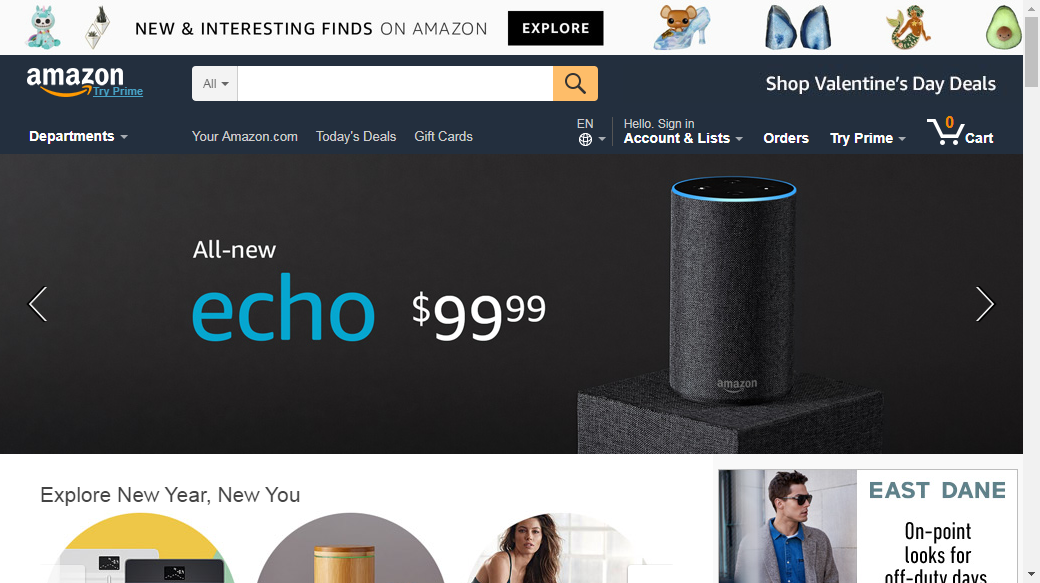 NEW & INTERESTING FINDS ON AMAZON EXPLORE
amazon
Try Prime
All
Shop Valentine's Day Deals
Departments
Your Amazon.com Today's Deals Gift Cards
EN
Hello. Sign in
Account & Lists
Orders
Try Prime
0
Cart
All-new
echo $99 99
amazon
Explore New Year, New You
EAST DANE
On-point
looks for
off-duty days